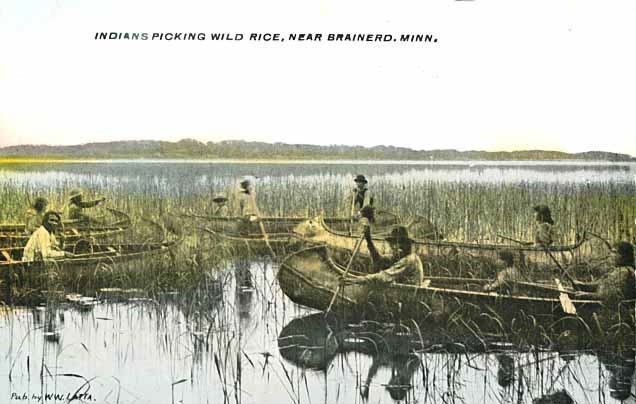 INDIANS PICKING WILD RICE, NEAR BRAINERD. MINN.
Pub. by W.W. LATTA.